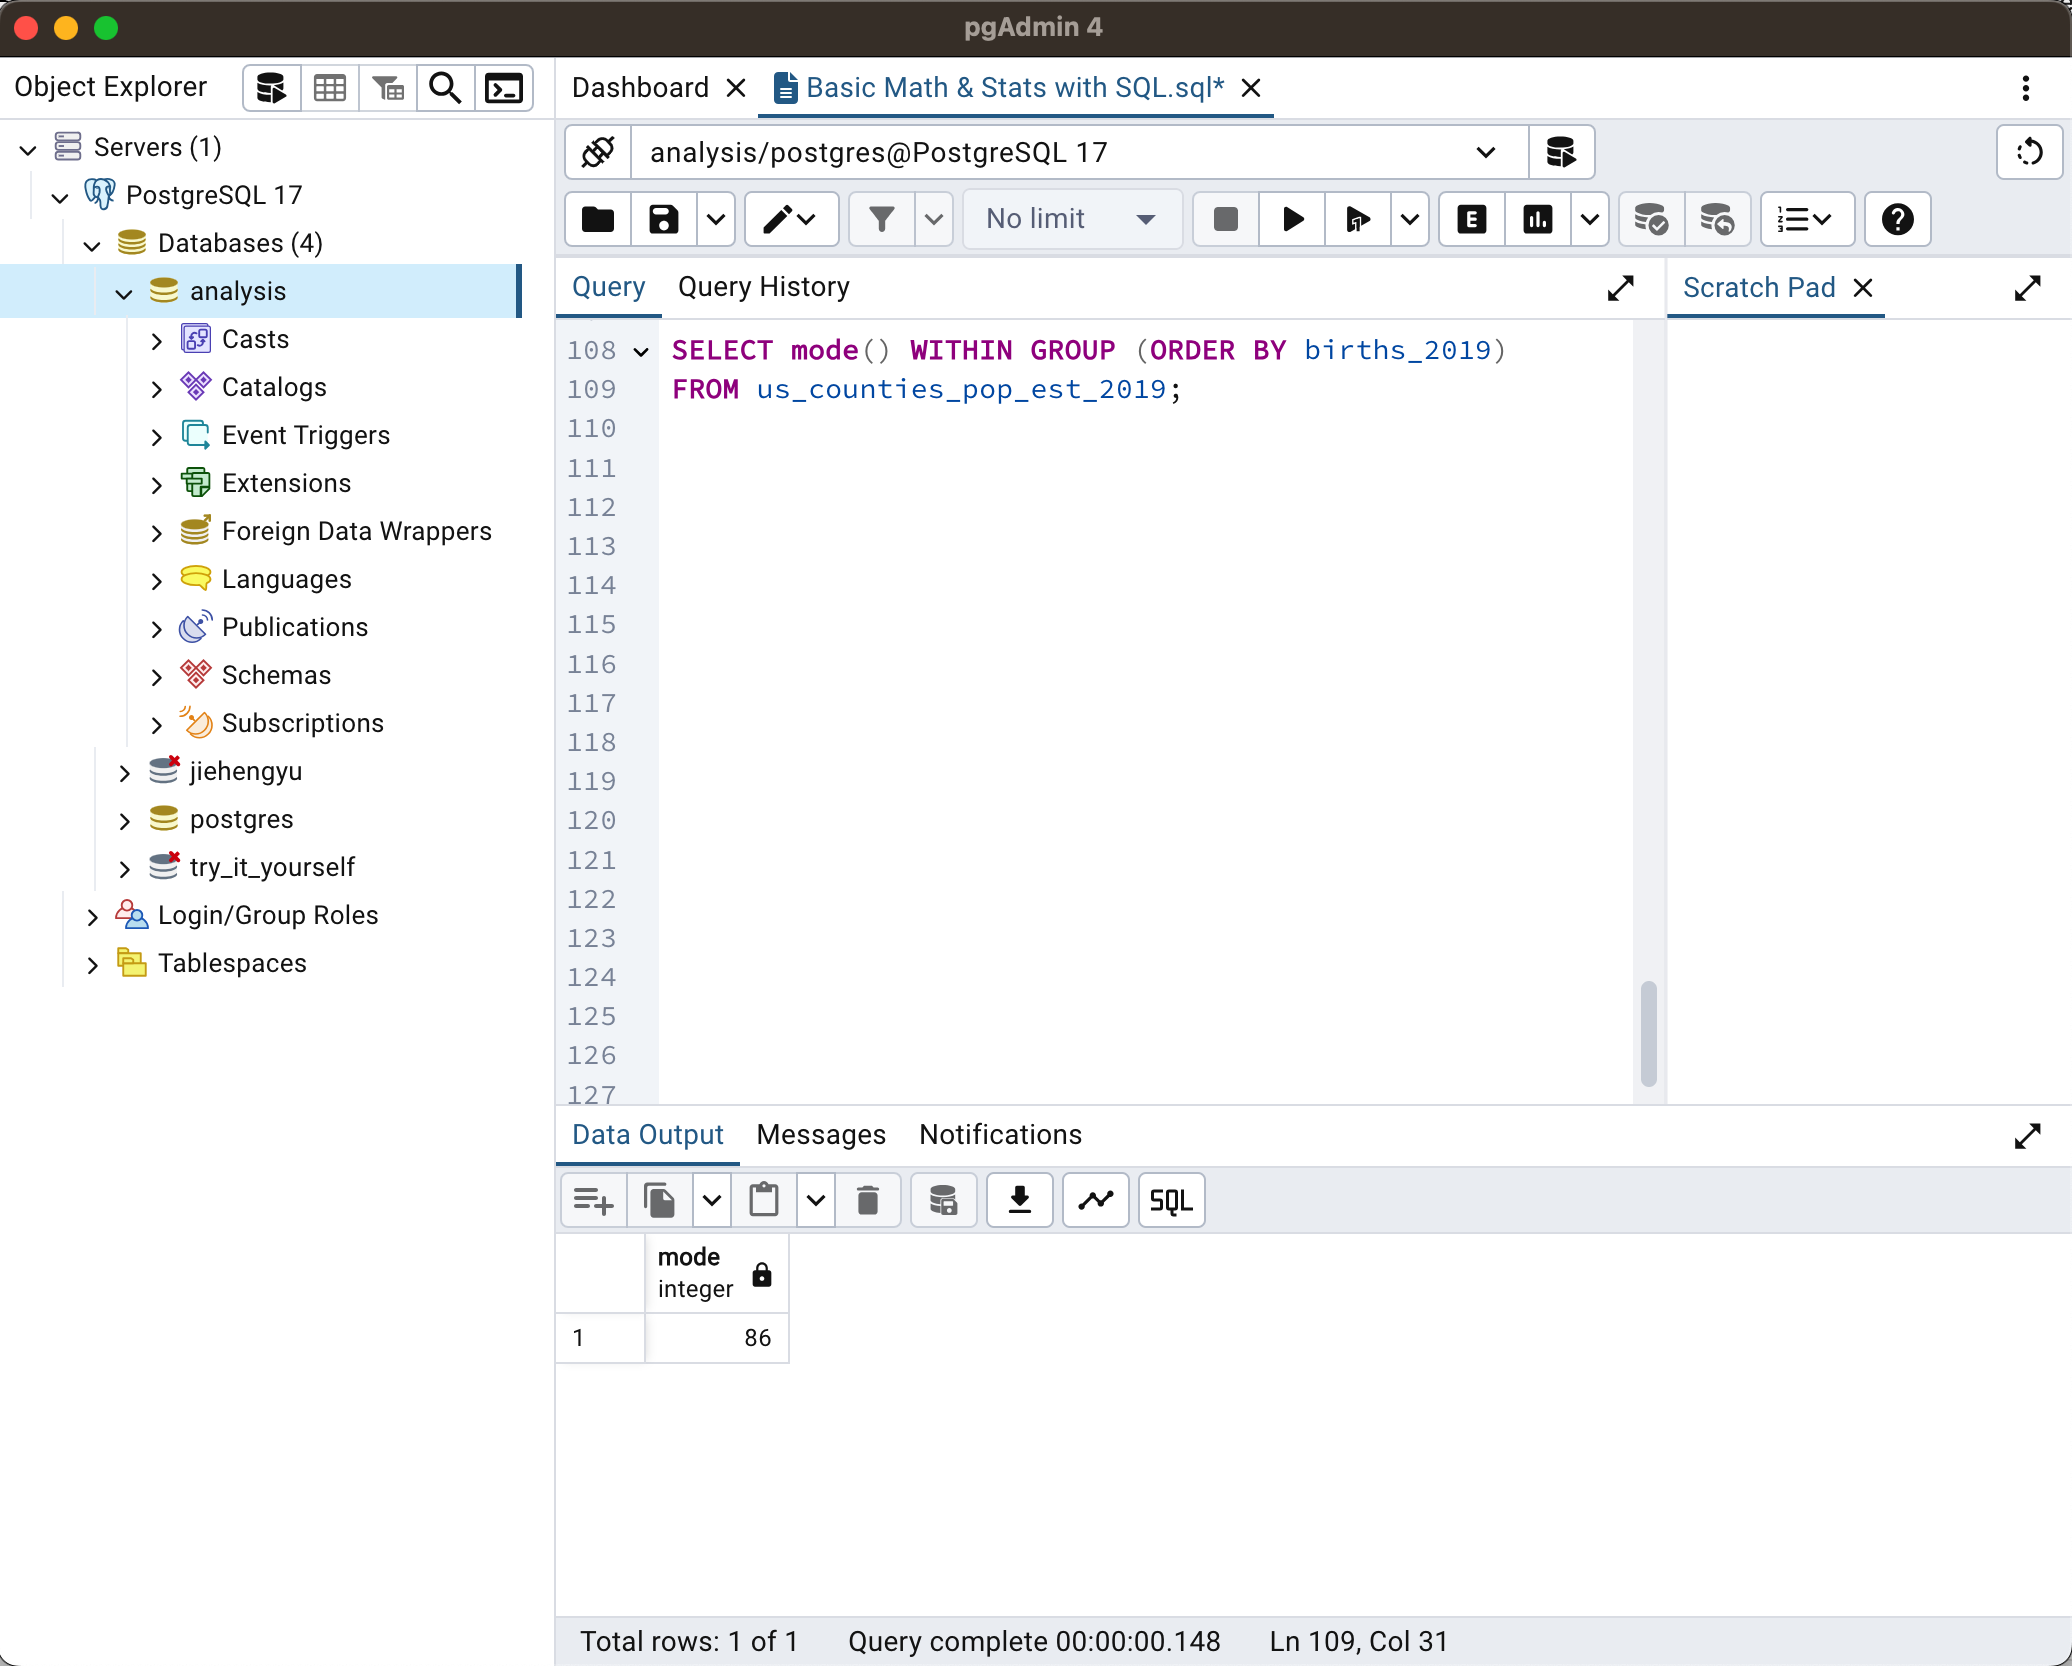 pgAdmin 4
Object Explorer
Servers (1)
PostgreSQL 17
Databases (4)
analysis
Casts
Catalogs
Event Triggers
Extensions
Foreign Data Wrappers
Languages
Publications
Schemas
Subscriptions
jiehengyu
postgres
try_it_yourself
Login/Group Roles
Tablespaces
Dashboard
Basic Math & Stats with SQL.sql*
analysis/postgres@PostgreSQL 17
No limit
E
Query Query History
Scratch Pad
108 SELECT mode() WITHIN GROUP (ORDER BY births_2019)
109 FROM us_counties_pop_est_2019;
110
111
112
113
114
115
116
117
118
119
120
121
122
123
124
125
126
127
Data Output Messages Notifications
SQL
mode
integer
1 86
Total rows: 1 of 1 Query complete 00:00:00.148 Ln 109, Col 31